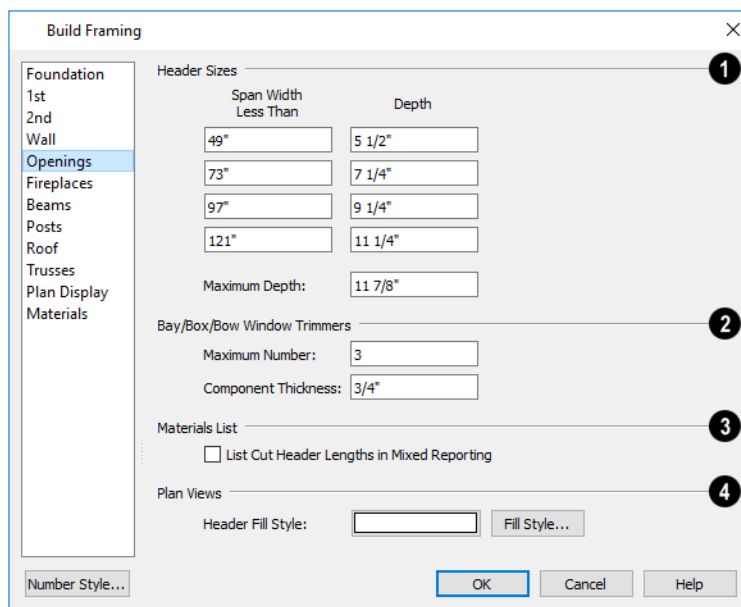 Build Framing
Foundation
1st
2nd
Wall
Openings
Fireplaces
Beams
Posts
Roof
Trusses
Plan Display
Materials
Header Sizes
1
Span Width
Less Than
Depth
49" 5 1/2"
73" 7 1/4"
97" 9 1/4"
121" 11 1/4"
Maximum Depth: 11 7/8"
Bay/Box/Bow Window Trimmers
2
Maximum Number: 3
Component Thickness: 3/4"
Materials List
3
List Cut Header Lengths in Mixed Reporting
Plan Views
4
Header Fill Style: Fill Style...
Number Style... OK Cancel Help